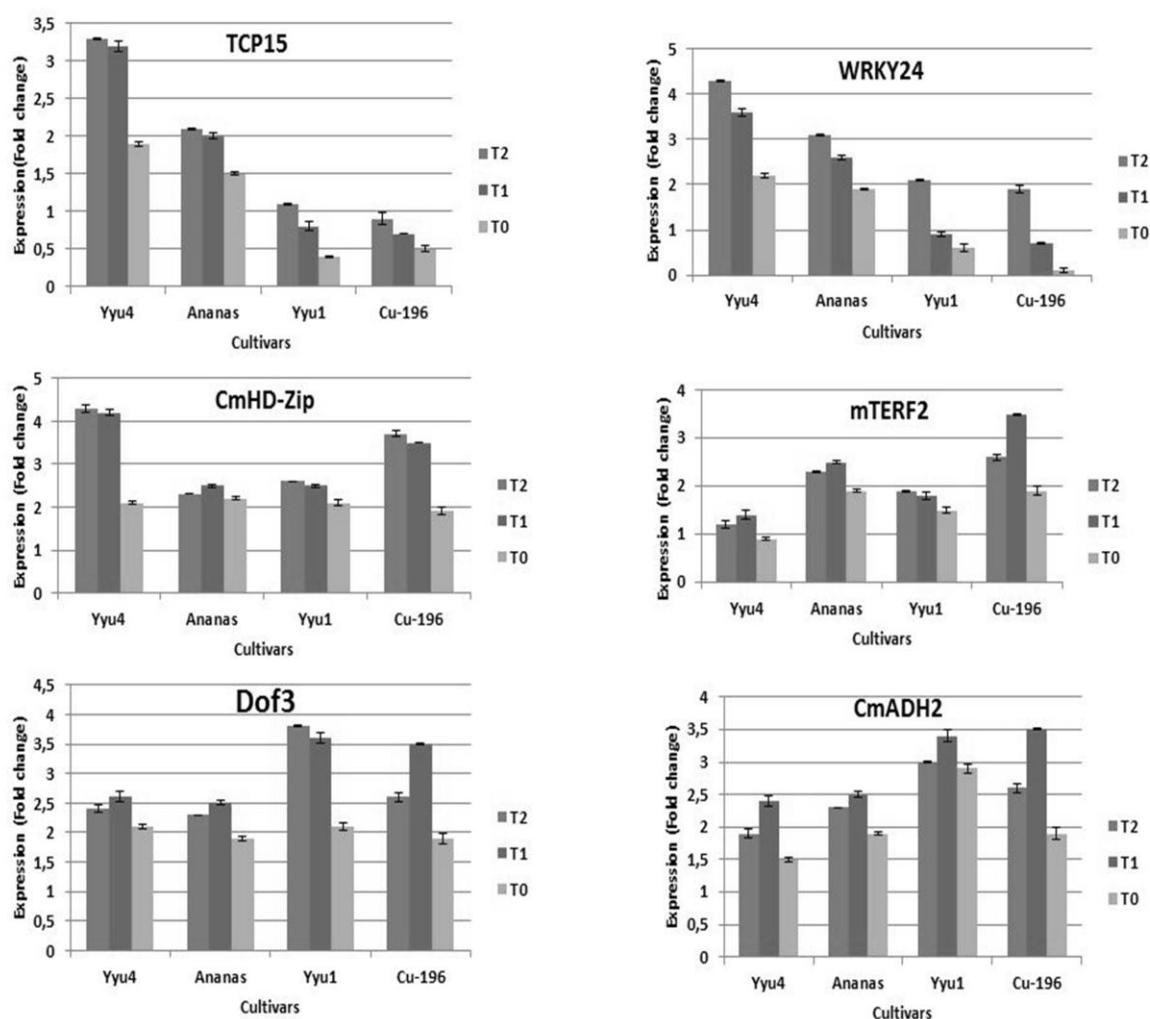 TCP15
Expression(Fold change)
3,5
3
2,5
2
1,5
1
0,5
0
Yyu4 Ananas Yyu1 Cu-196
Cultivars
T2
T1
T0
WRKY24
Expression (Fold change)
5
4
3
2
1
0
Yyu4 Ananas Yyu1 Cu-196
Cultivars
T2
T1
T0
CmHD-Zip
Expression (Fold change)
5
4
3
2
1
0
Yyu4 Ananas Yyu1 Cu-196
Cultivars
T2
T1
T0
mTERF2
Expression (Fold change)
4
3
2
1
0
Yyu4 Ananas Yyu1 Cu-196
Cultivars
T2
T1
T0
Dof3
Expression (Fold change)
4,5
4
3,5
3
2,5
2
1,5
1
0,5
0
Yyu4 Ananas Yyu1 Cu-196
Cultivars
T2
T1
T0
CmADH2
Expression (Fold change)
4
3,5
3
2,5
2
1,5
1
0,5
0
Yyu4 Ananas Yyu1 Cu-196
Cultivars
T2
T1
T0